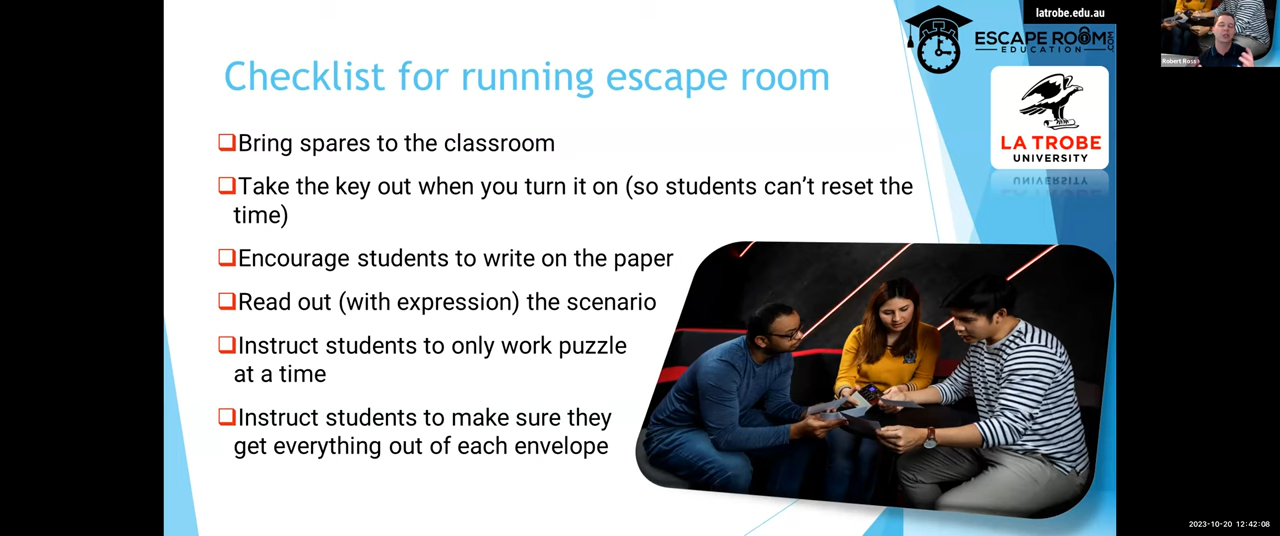 latrobe.edu.au
ESCAPE ROOM
.COM
EDUCATION
Robert Ross
Checklist for running escape room
LA TROBE
UNIVERSITY
❑Bring spares to the classroom
❑Take the key out when you turn it on (so students can’t reset the
time)
❑Encourage students to write on the paper
❑Read out (with expression) the scenario
❑Instruct students to only work puzzle
at a time
❑Instruct students to make sure they
get everything out of each envelope
2023-10-20 12:42:08